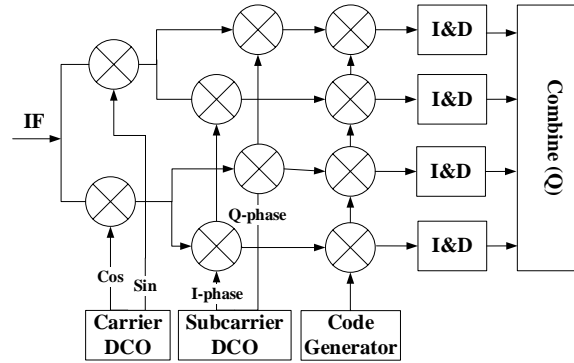 I&D
I&D
IF
I&D
Q-phase
I&D
Cos
Sin
I-phase
Carrier
DCO
Subcarrier
DCO
Code
Generator
Combine (Q)